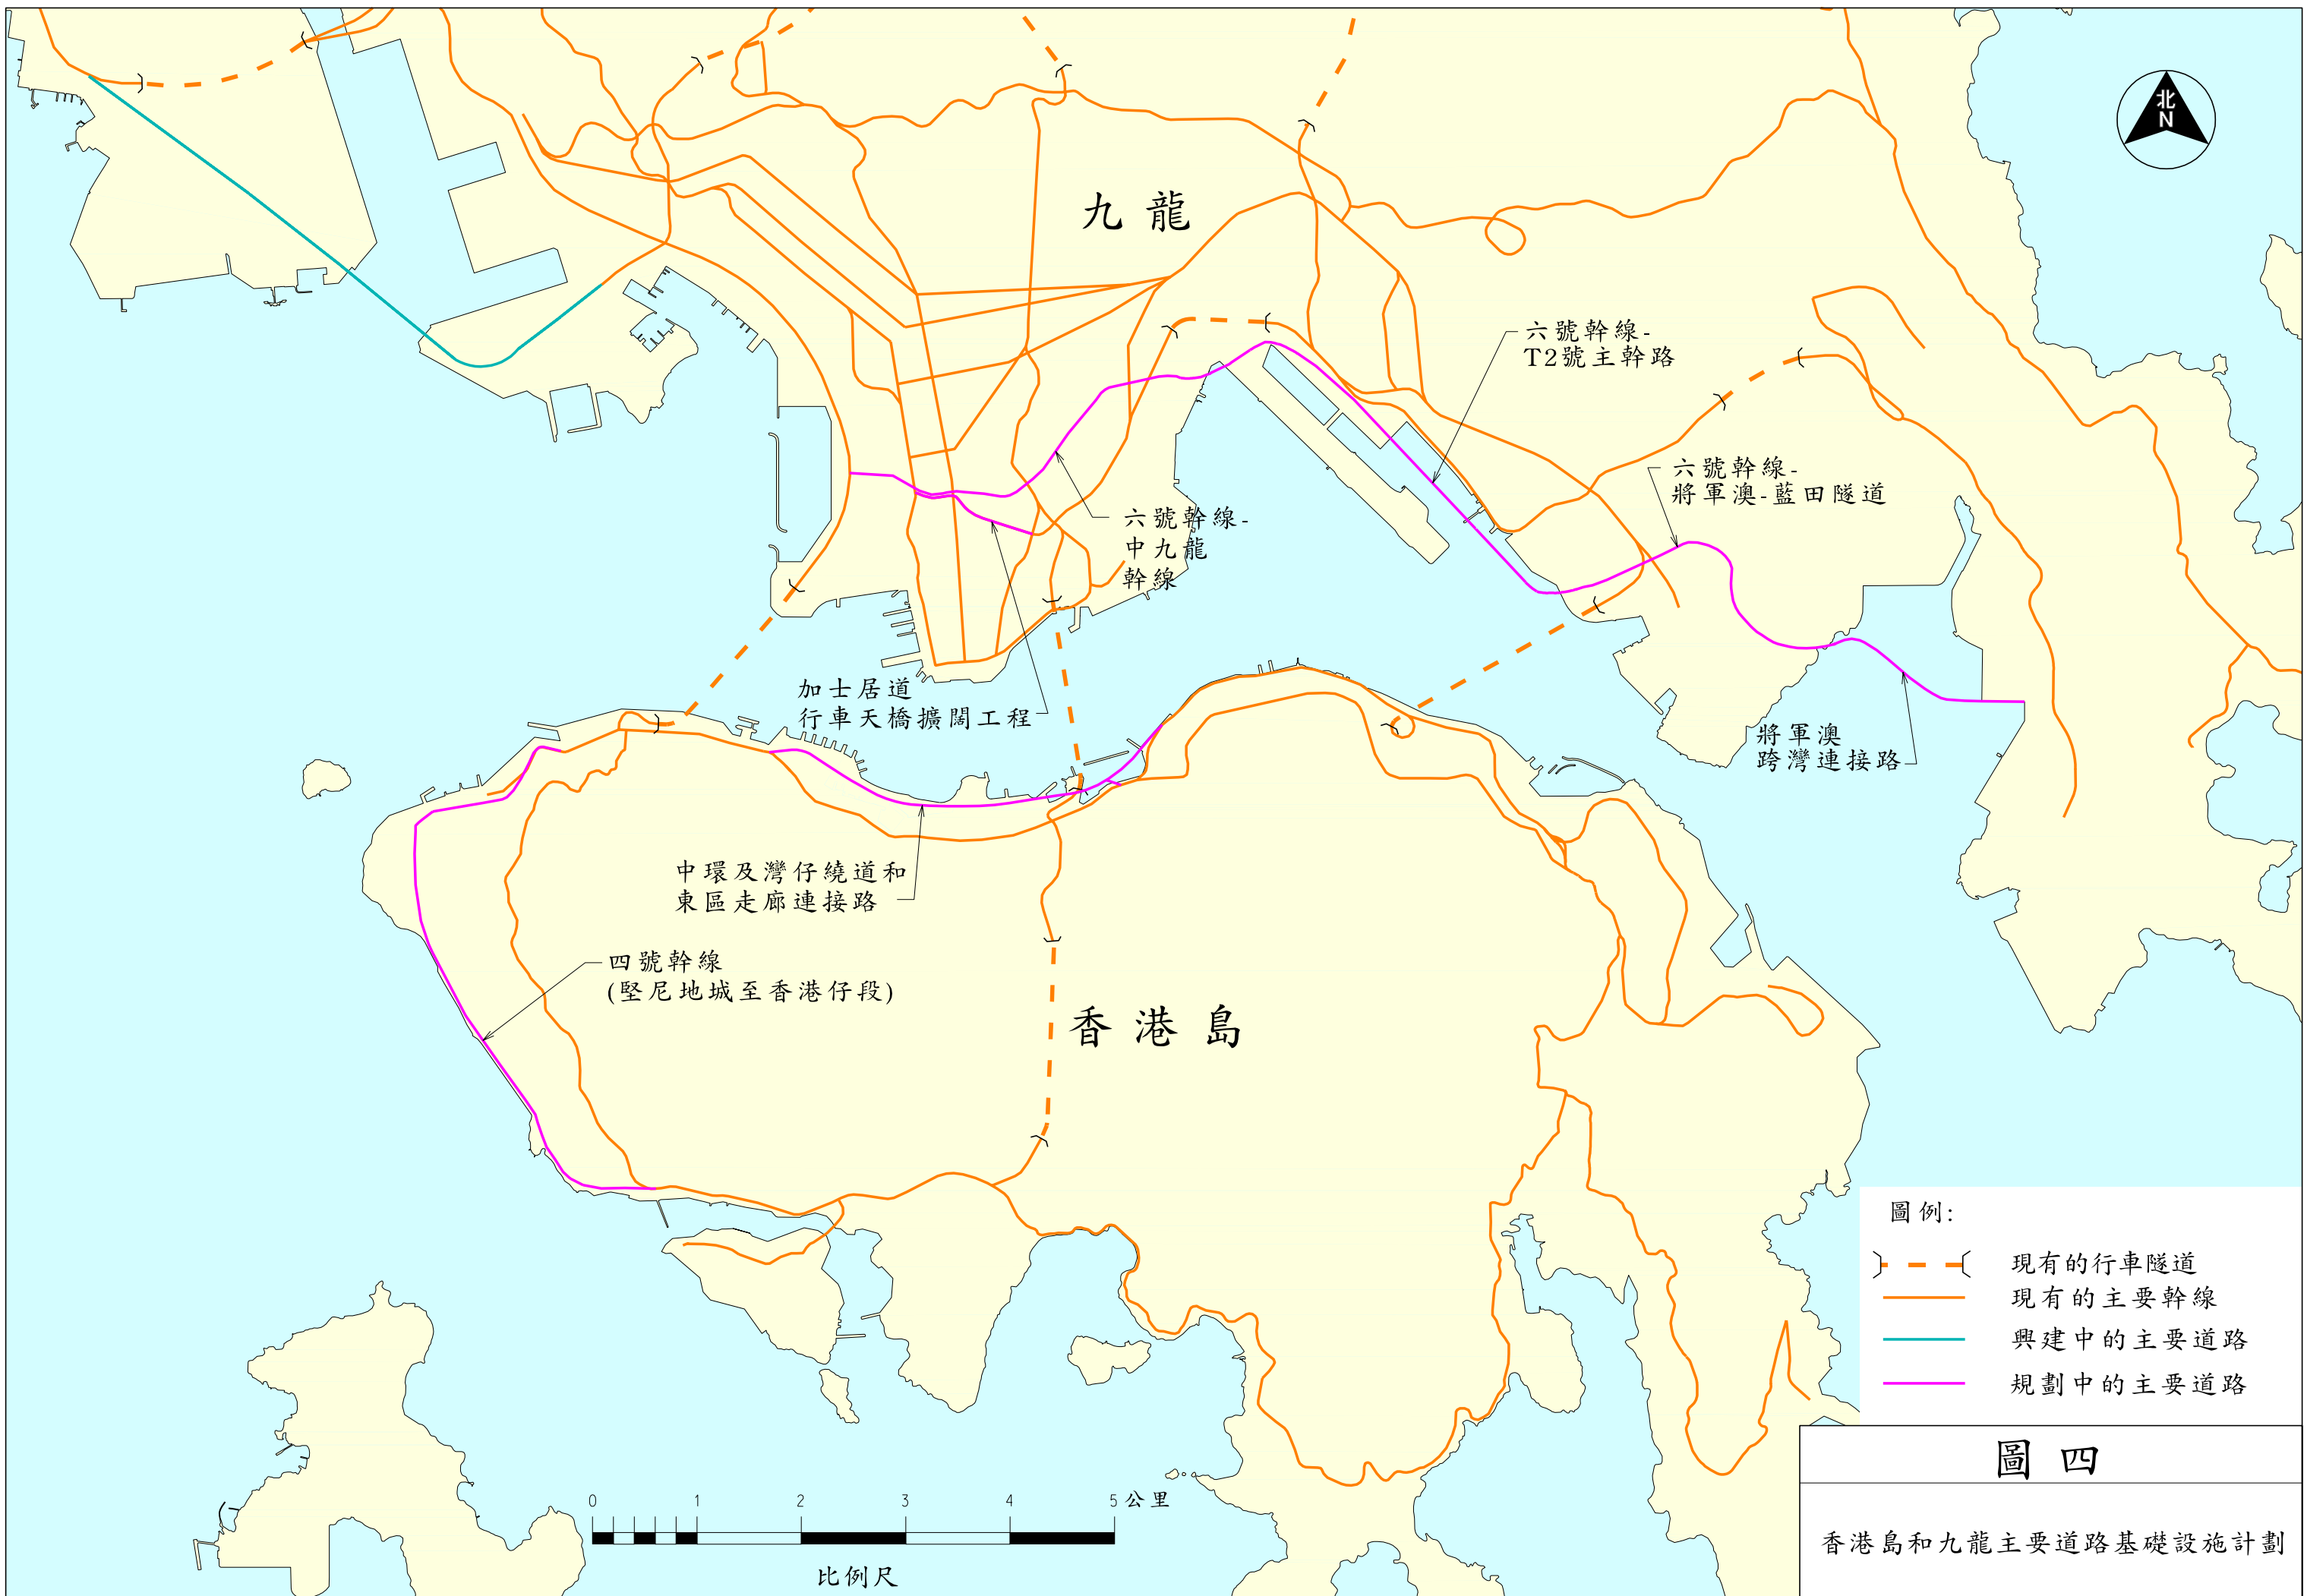 北
N
九龍
六號幹線-
T2號主幹路
六號幹線-
將軍澳-藍田隧道
六號幹線-
中九龍
幹線
加士居道
行車天橋擴闊工程
將軍澳
跨灣連接路
中環及灣仔繞道和
東區走廊連接路
四號幹線
(堅尼地城至香港仔段)
香港島
圖例:
現有的行車隧道
現有的主要幹線
興建中的主要道路
規劃中的主要道路
0 1 2 3 4 5 公里
比例尺
圖四
香港島和九龍主要道路基礎設施計劃